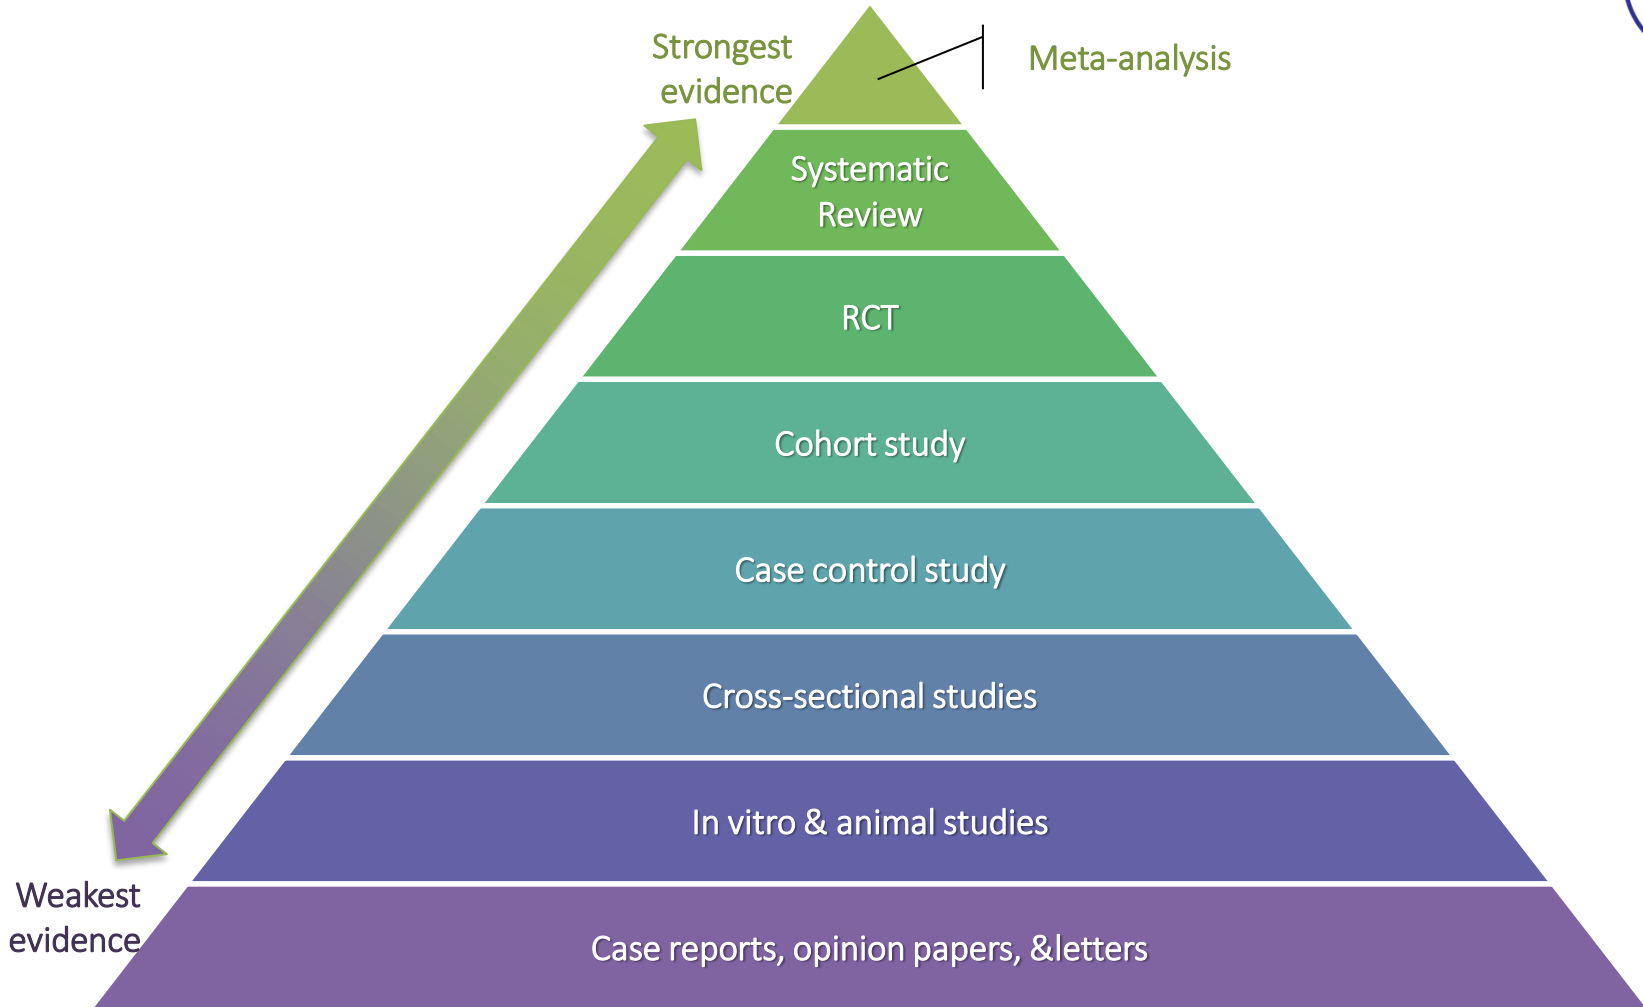 Strongest
evidence
Meta-analysis
Systematic
Review
RCT
Cohort study
Case control study
Cross-sectional studies
In vitro & animal studies
Weakest
evidence
Case reports, opinion papers, &letters